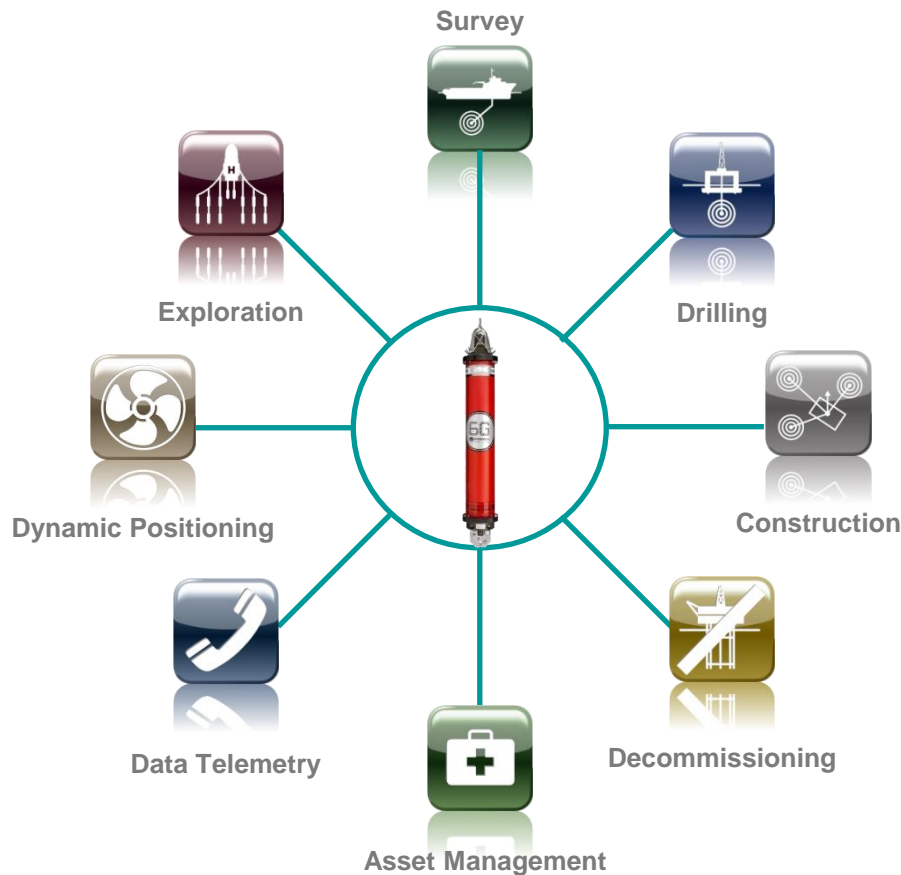 Survey
H
Exploration
Drilling
6G
Dynamic Positioning
Construction
Data Telemetry
Decommissioning
Asset Management